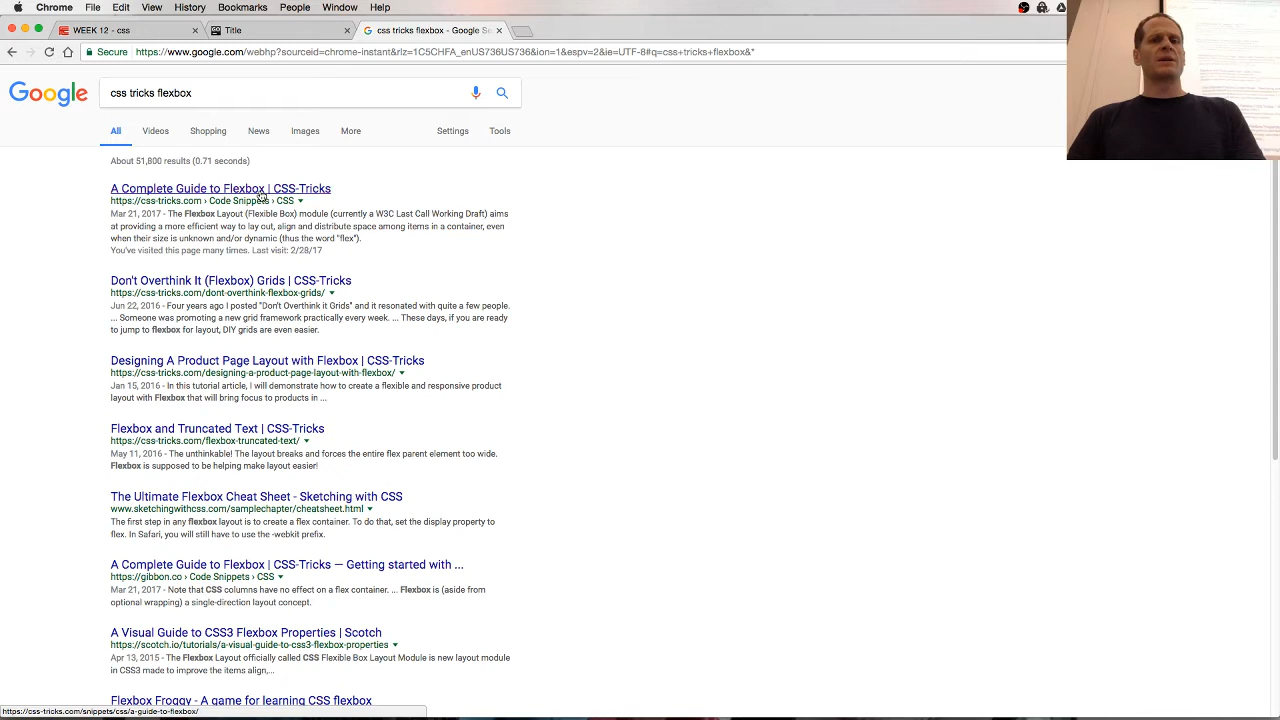 Chrome File Edit View History Bookmarks People Window Help
WEEK 12
Methods
Secure https://www.google.com/webhp?sourceid=chrome-instant&ion=1&espv=2&ie=UTF-8#q=css+tricks+flexbox&*
Google
All Videos Shopping More Settings Tools
About 51,800 results (0.71 seconds)
A Complete Guide to Flexbox | CSS-Tricks
https://css-tricks.com › Code Snippets › CSS
Mar 21, 2017 - The Flexbox Layout (Flexible Box) module (currently a W3C Last Call Working Draft) aims
at providing a more efficient way to lay out, align and distribute space among items in a container, even
when their size is unknown and/or dynamic (thus the word "flex").
You've visited this page many times. Last visit: 2/28/17
Don't Overthink It (Flexbox) Grids | CSS-Tricks
https://css-tricks.com/dont-overthink-flexbox-grids/
Jun 22, 2016 - Four years ago I posted "Don't Overthink it Grids" and it resonated with quite a few people.
... Someone was promoting a new grid framework practically every week. ... These days, if you are ready
to jump to flexbox for layout, DIY grids are even easier.
Designing A Product Page Layout with Flexbox | CSS-Tricks
https://css-tricks.com/designing-a-product-page-layout-with-flexbox/
Jan 15, 2016 - In this tutorial article, I will demonstrate how to create a flexible and responsive product
layout with Flexbox that will bring focus to products in ...
Flexbox and Truncated Text | CSS-Tricks
https://css-tricks.com/flexbox-truncated-text/
May 11, 2016 - The unthinkable! The layout breaks and forces the entire flex parent element too wide.
Flexbox is supposed to be helping make layout easier!
The Ultimate Flexbox Cheat Sheet - Sketching with CSS
www.sketchingwithcss.com/samplechapter/cheatsheet.html
The first step in any flexbox layout is to create a flex container. To do that, set the display property to
flex. In Safari, you will still have to use the -webkit prefix.
A Complete Guide to Flexbox | CSS-Tricks — Getting started with ...
https://gibbon.co › Code Snippets › CSS
Mar 21, 2017 - Note that CSS columns have no effect on a flex container. ... Flexbox is (aside from
optional wrapping) a single-direction layout concept.
A Visual Guide to CSS3 Flexbox Properties | Scotch
https://scotch.io/tutorials/a-visual-guide-to-css3-flexbox-properties
Apr 13, 2015 - The Flexbox Layout officially called CSS Flexible Box Layout Module is new layout module
in CSS3 made to improve the items align,...
Flexbox Froggy - A game for learning CSS flexbox
https://css-tricks.com/snippets/css/a-guide-to-flexbox/